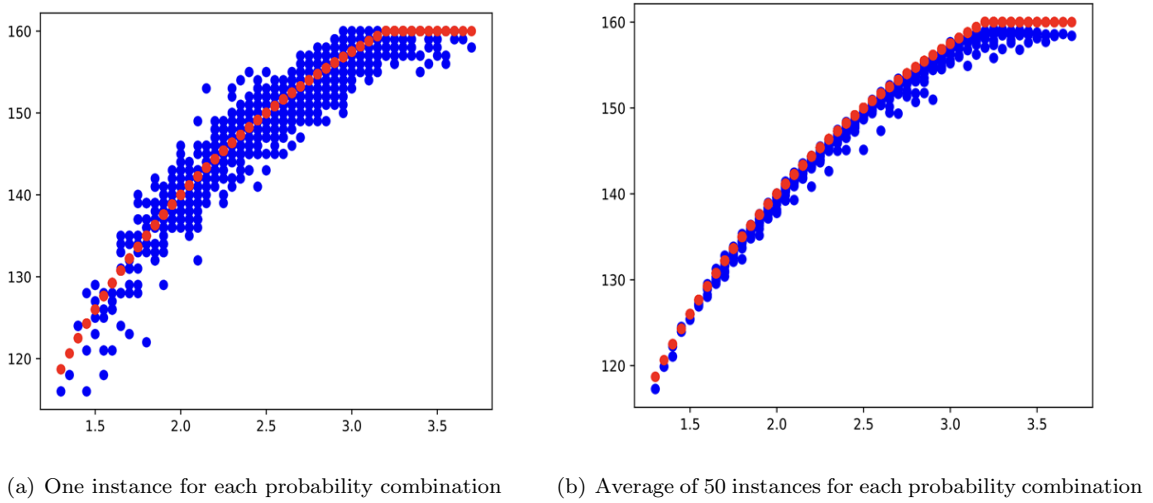 160
150
140
130
120
1.5 2.0 2.5 3.0 3.5
160
150
140
130
120
1.5 2.0 2.5 3.0 3.5
(a) One instance for each probability combination
(b) Average of 50 instances for each probability combination